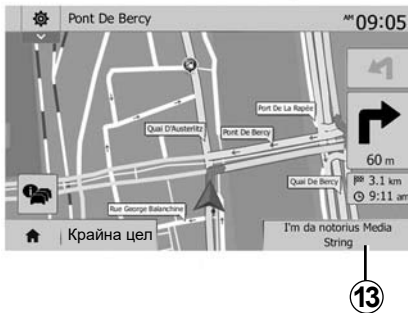 Pont De Bercy
AM 09:05
Port De La Rapée
Quai D'Austerlitz
Pont De Bercy
60 m
Quai De Bercy
3.1 km
9:11 am
Rue George Balanchine
I'm da notorius Media
String
Крайна цел
13